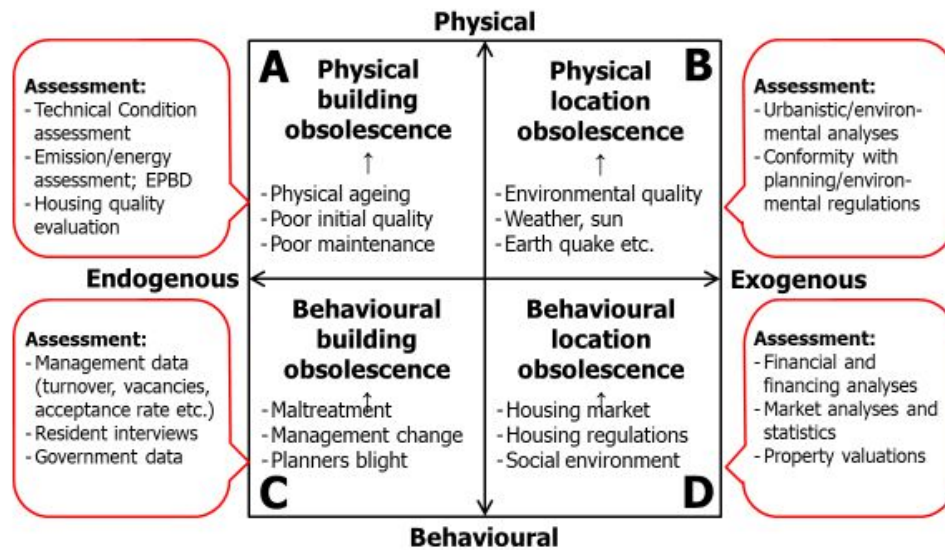 Physical
Assessment:
- Technical Condition
assessment
- Emission/energy
assessment; EPBD
- Housing quality
evaluation
A
Physical
building
obsolescence
↑
- Physical ageing
- Poor initial quality
- Poor maintenance
B
Physical
location
obsolescence
↑
- Environmental quality
- Weather, sun
- Earth quake etc.
Assessment:
- Urbanistic/environ-
mental analyses
- Conformity with
planning/environ-
mental regulations
Endogenous
Exogenous
Assessment:
- Management data
(turnover, vacancies,
acceptance rate etc.)
- Resident interviews
- Government data
Behavioural
building
obsolescence
↑
- Maltreatment
- Management change
- Planners blight
C
Behavioural
location
obsolescence
↑
- Housing market
- Housing regulations
- Social environment
D
Assessment:
- Financial and
financing analyses
- Market analyses and
statistics
- Property valuations
Behavioural